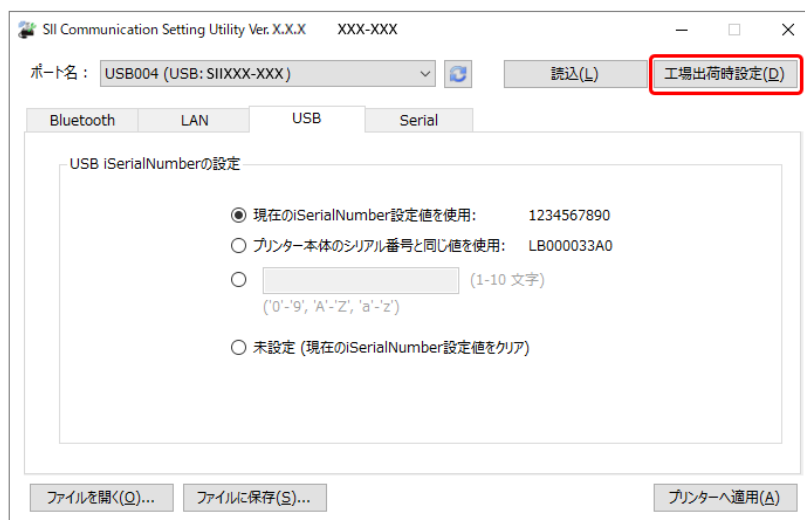 SII Communication Setting Utility Ver. X.X.X XXX-XXX
ポート名： USB004 (USB: SIIXXX-XXX ) 読込(L) 工場出荷時設定(D)
Bluetooth LAN USB Serial
USB iSerialNumberの設定
現在のiSerialNumber設定値を使用: 1234567890
プリンター本体のシリアル番号と同じ値を使用: LB000033A0
(1-10 文字)
('0'-'9', 'A'-'Z', 'a'-'z')
未設定 (現在のiSerialNumber設定値をクリア)
ファイルを開く(O)... ファイルに保存(S)... プリンターへ適用(A)